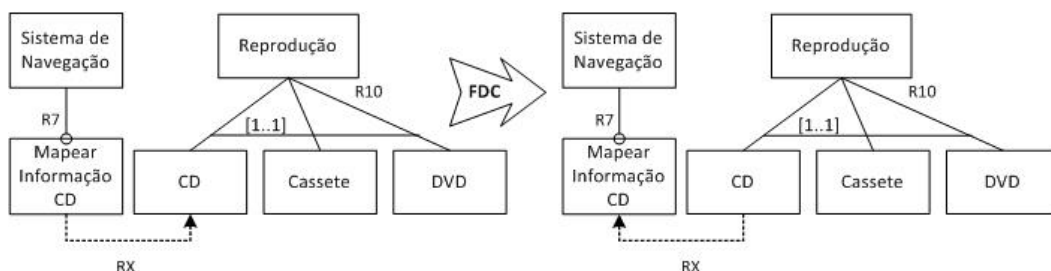 Sistema de
Navegação
R7
Mapear
Informação
CD
RX
Reprodução
R10
[1..1]
CD
Cassete
DVD
FDC
Sistema de
Navegação
R7
Mapear
Informação
CD
RX
Reprodução
R10
[1..1]
CD
Cassete
DVD